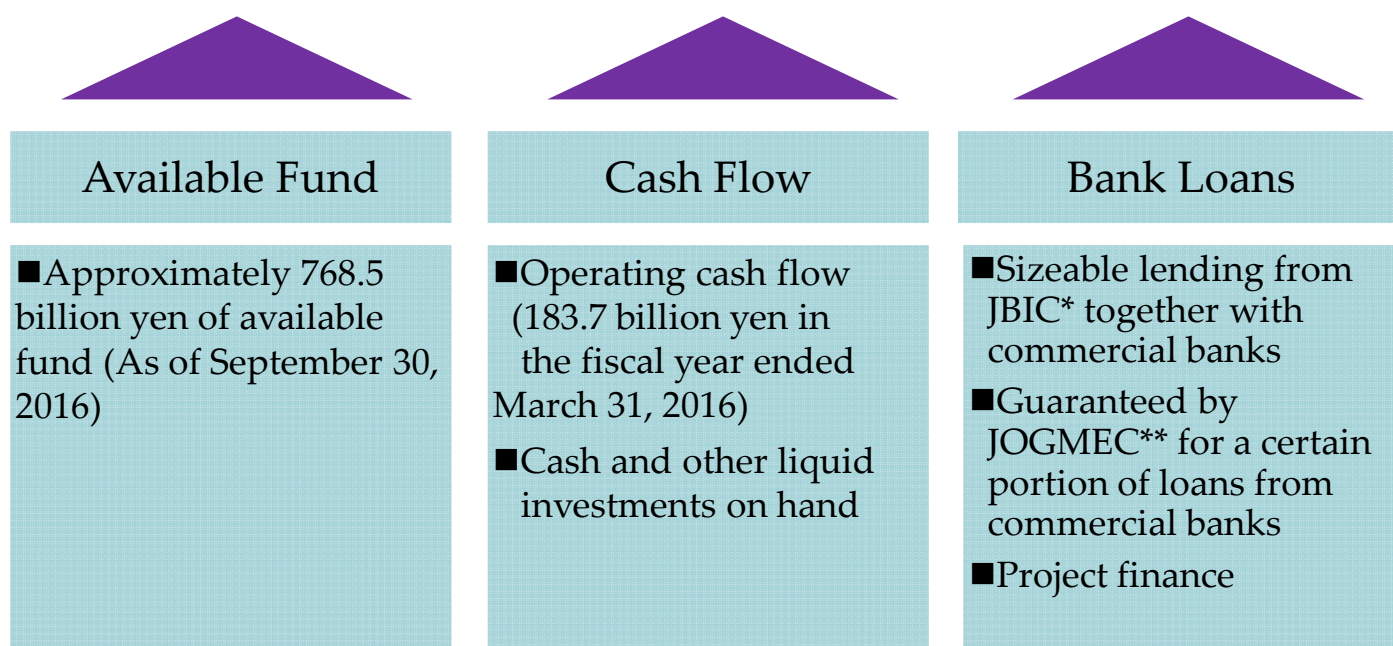 Available Fund
■Approximately 768.5
billion yen of available
fund (As of September 30,
2016)
Cash Flow
■Operating cash flow
(183.7 billion yen in
the fiscal year ended
March 31, 2016)
■Cash and other liquid
investments on hand
Bank Loans
■Sizeable lending from
JBIC* together with
commercial banks
■Guaranteed by
JOGMEC** for a certain
portion of loans from
commercial banks
■Project finance